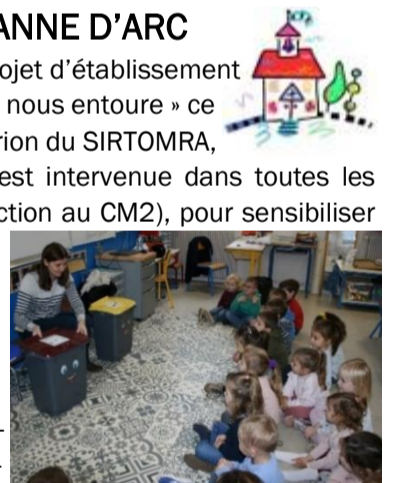 ANNE D’ARC
ojet d’établissement
nous entoure » ce
rion du SIRTOMRA,
est intervenue dans toutes les
ction au CM2), pour sensibiliser